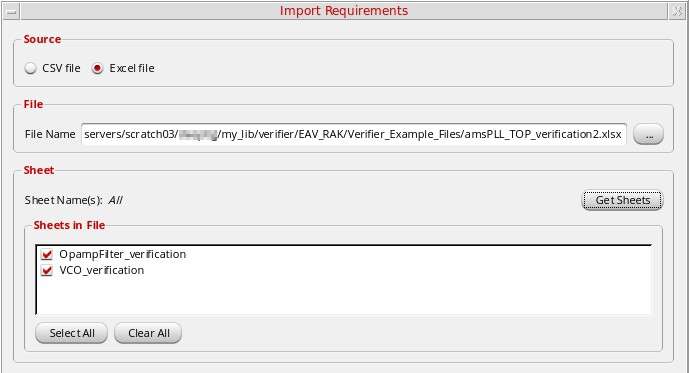 Import Requirements
Source
CSV file Excel file
File
File Name servers/scratch03/ /my_lib/verifier/EAV_RAK/Verifier_Example_Files/amsPLL_TOP_verification2.xlsx ...
Sheet
Sheet Name(s): All Get Sheets
Sheets in File
OpampFilter_verification
VCO_verification
Select All Clear All